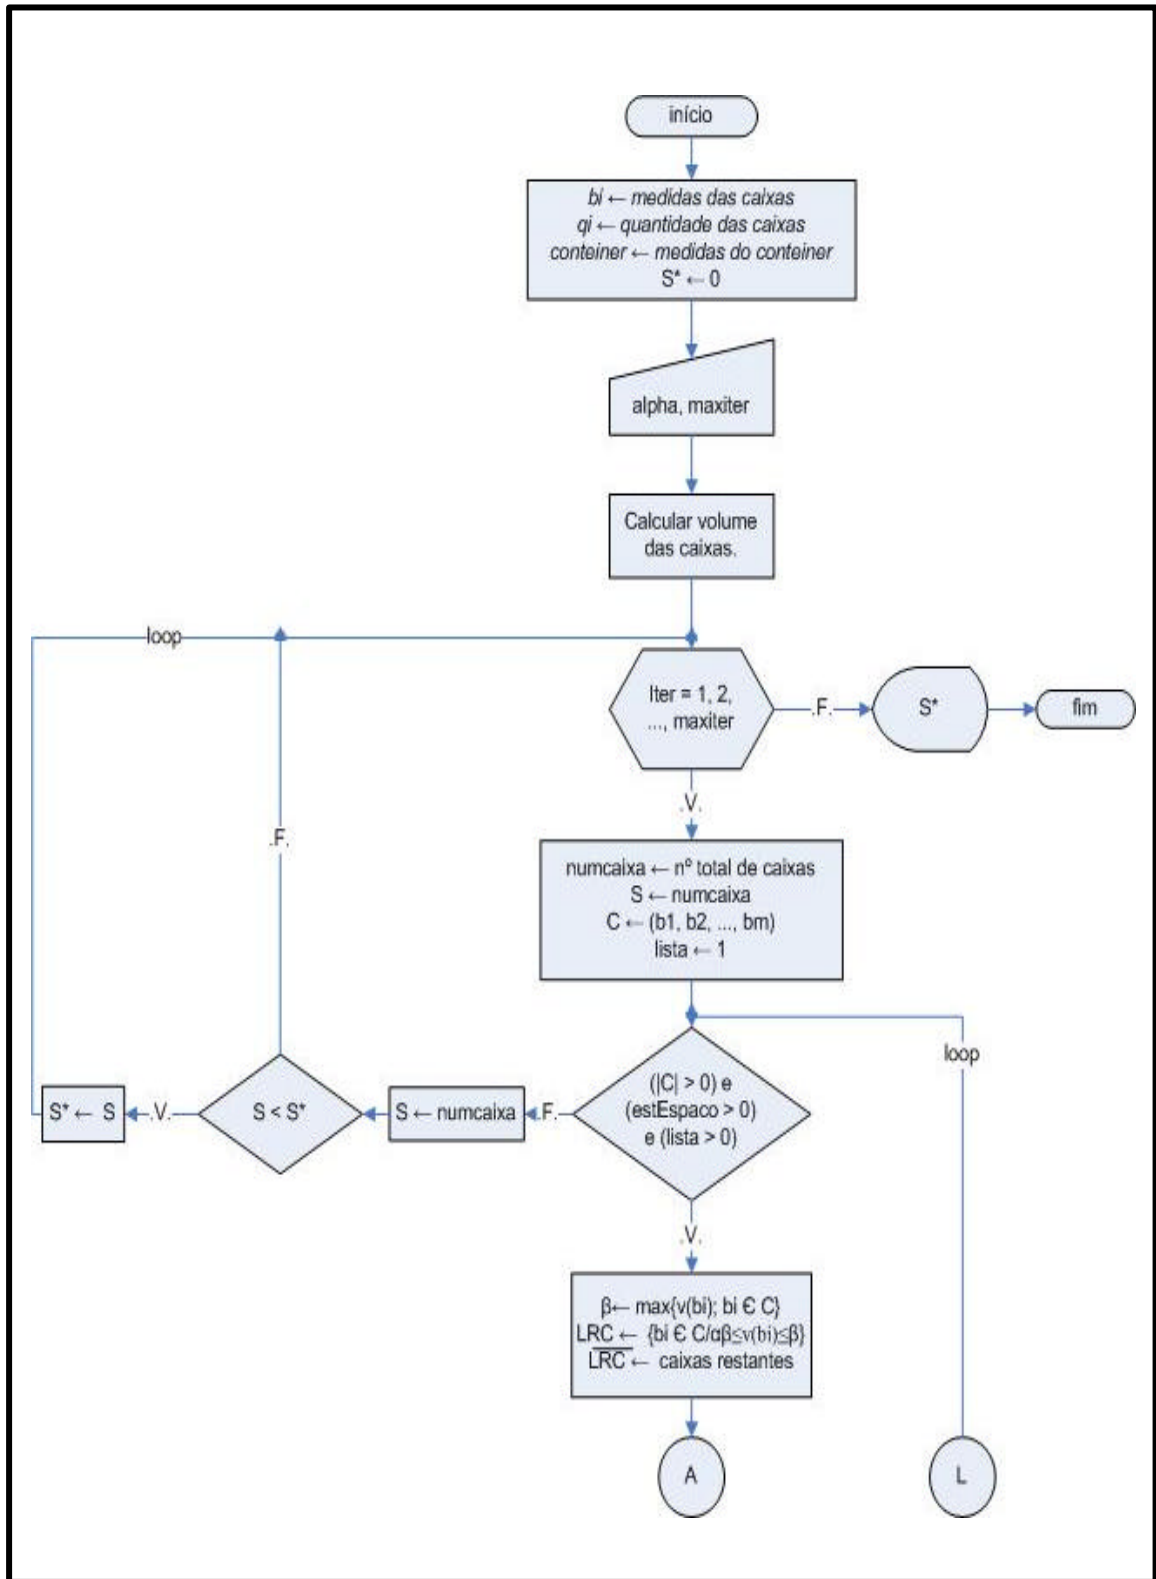 início
bi ← medidas das caixas
qi ← quantidade das caixas
conteiner ← medidas do conteiner
S* ← 0
alpha, maxiter
Calcular volume
das caixas.
loop
Iter = 1, 2,
..., maxiter
.F.
S*
fim
.V.
.F.
numcaixa ← nº total de caixas
S ← numcaixa
C ← (b1, b2, ..., bm)
lista ← 1
loop
(|C| > 0) e
(estEspaco > 0)
e (lista > 0)
.F.
S ← numcaixa
S < S*
.V.
S* ← S
.V.
β← max{v(bi); bi Є C}
LRC ← {bi Є C/αβ≤v(bi)≤β}
L̅R̅C̅ ← caixas restantes
A
L